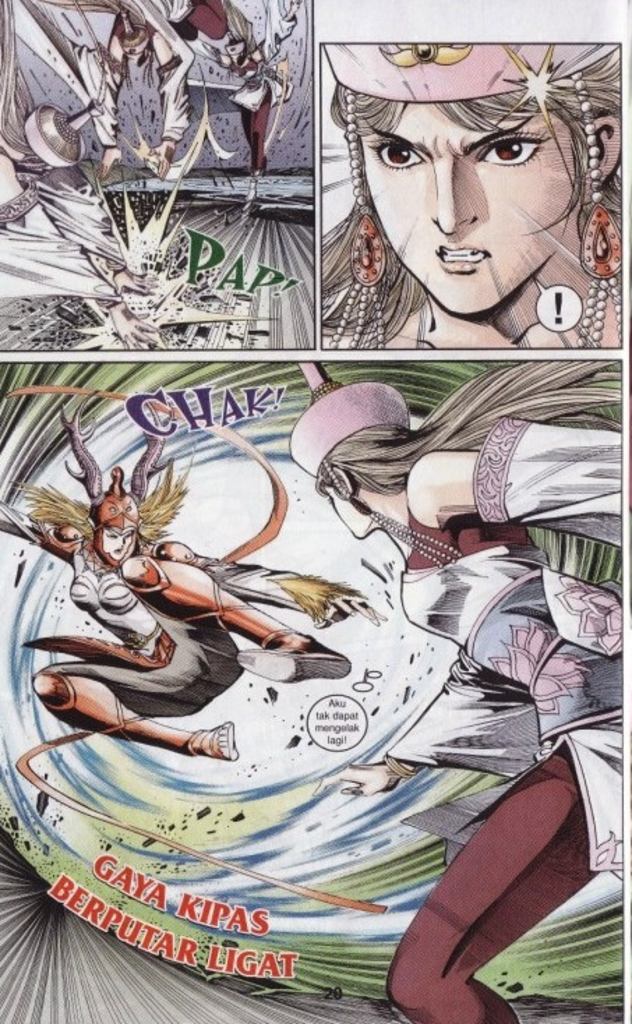 PAP!
!
CHAK!
Aku
tak dapat
mengelak
lagi!
GAYA KIPAS
BERPUTAR LIGAT
20